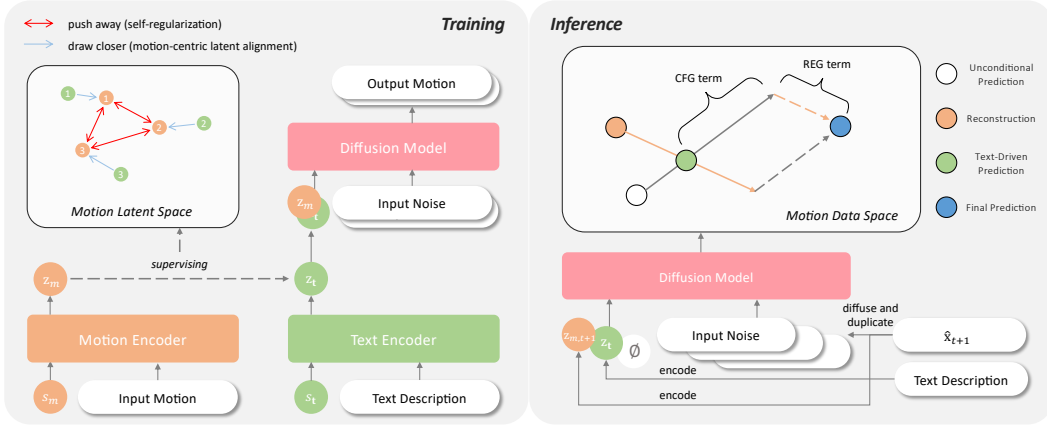 push away (self-regularization)
draw closer (motion-centric latent alignment)
Training
1
1
2
2
3
3
Motion Latent Space
Output Motion
Diffusion Model
z_m
z_t
Input Noise
supervising
z_m
z_t
Motion Encoder
Text Encoder
s_m
Input Motion
s_t
Text Description
Inference
CFG term
REG term
Motion Data Space
Unconditional
Prediction
Reconstruction
Text-Driven
Prediction
Final Prediction
Diffusion Model
diffuse and
duplicate
z_{m,t+1}
z_t
∅
Input Noise
x̂_{t+1}
encode
Text Description
encode